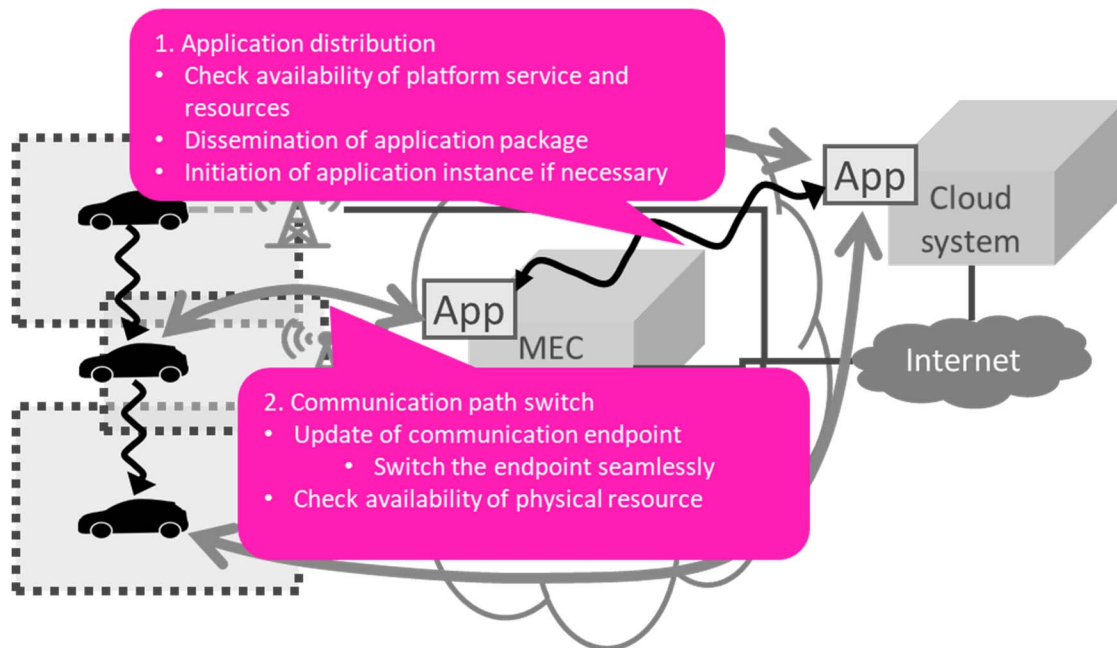 1. Application distribution
• Check availability of platform service and
resources
• Dissemination of application package
• Initiation of application instance if necessary
App
Cloud
system
App
MEC
Internet
2. Communication path switch
• Update of communication endpoint
• Switch the endpoint seamlessly
• Check availability of physical resource